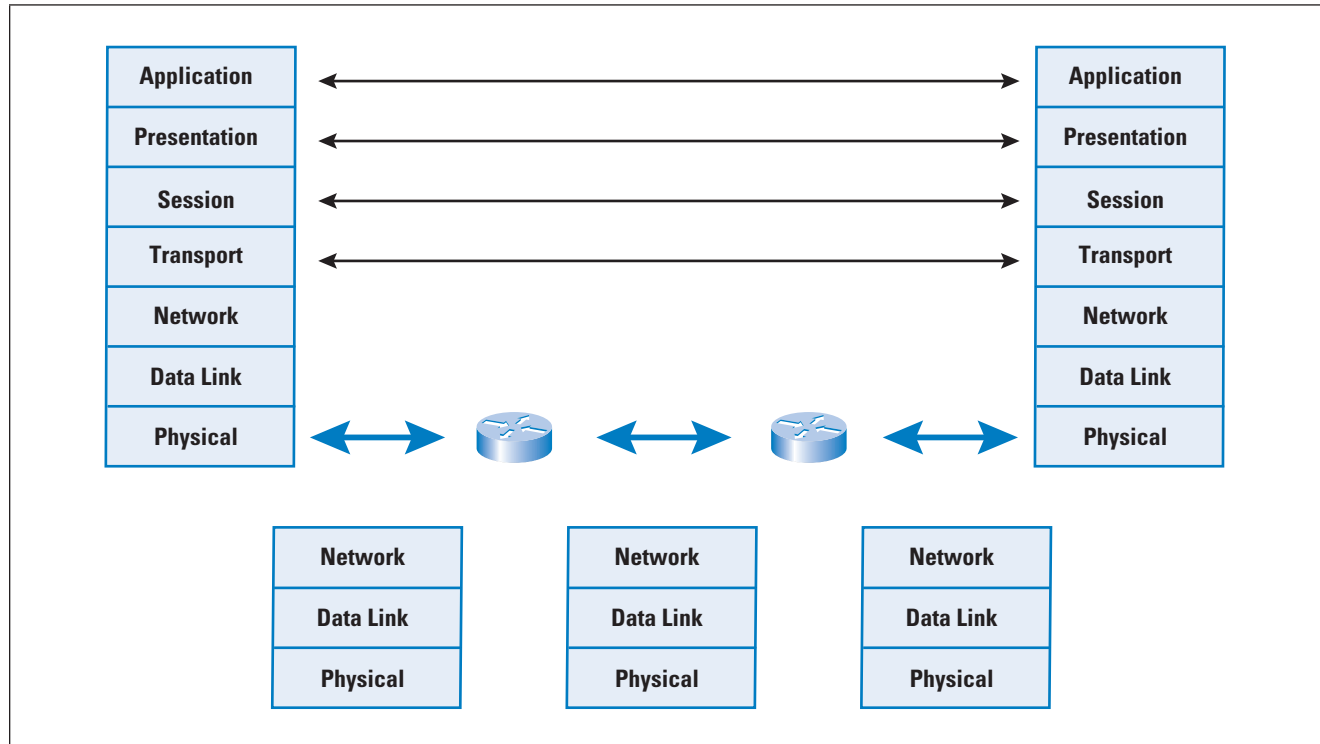 Application
Presentation
Session
Transport
Network
Data Link
Physical
Application
Presentation
Session
Transport
Network
Data Link
Physical
Network
Data Link
Physical
Network
Data Link
Physical
Network
Data Link
Physical